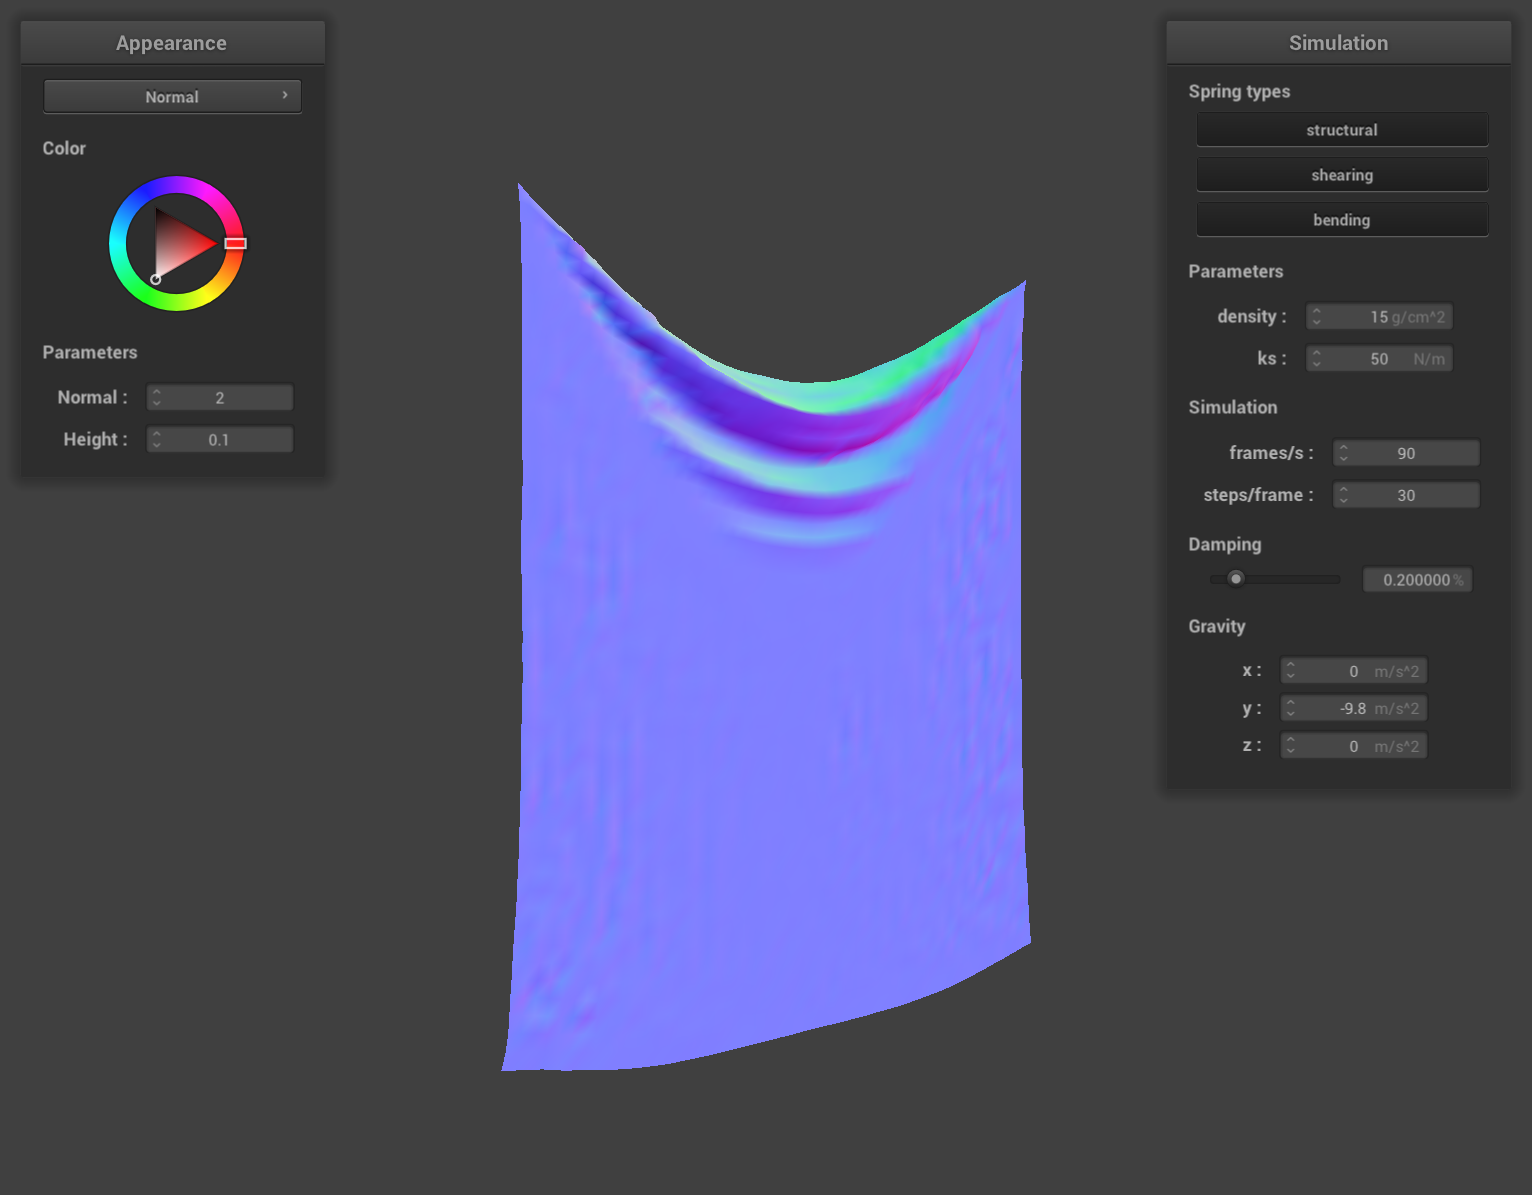 Appearance
Normal
Color
Parameters
Normal : 2
Height : 0.1
Simulation
Spring types
structural
shearing
bending
Parameters
density : 15 g/cm^2
ks : 50 N/m
Simulation
frames/s : 90
steps/frame : 30
Damping
0.200000 %
Gravity
x : 0 m/s^2
y : -9.8 m/s^2
z : 0 m/s^2